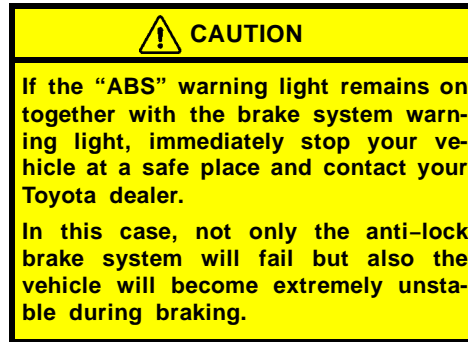 CAUTION
If the “ABS” warning light remains on
together with the brake system warn-
ing light, immediately stop your ve-
hicle at a safe place and contact your
Toyota dealer.
In this case, not only the anti–lock
brake system will fail but also the
vehicle will become extremely unsta-
ble during braking.